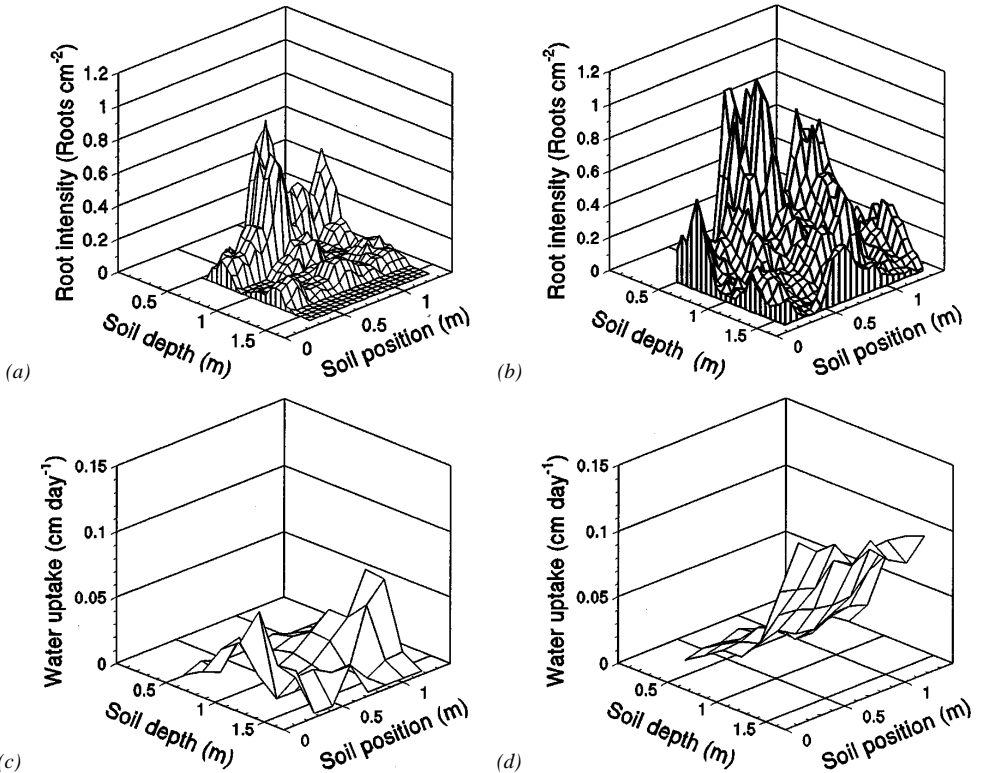 Root intensity (Roots cm-2)
1.2
1
0.8
0.6
0.4
0.2
0
0.5
1
1.5
Soil depth (m)
0
0.5
1
Soil position (m)
(a)
Root intensity (Roots cm-2)
1.2
1
0.8
0.6
0.4
0.2
0
0.5
1
1.5
Soil depth (m)
0
0.5
1
Soil position (m)
(b)
Water uptake (cm day-1)
0.15
0.1
0.05
0
0.5
1
1.5
Soil depth (m)
0
0.5
1
Soil position (m)
(c)
Water uptake (cm day-1)
0.15
0.1
0.05
0
0.5
1
1.5
Soil depth (m)
0
0.5
1
Soil position (m)
(d)